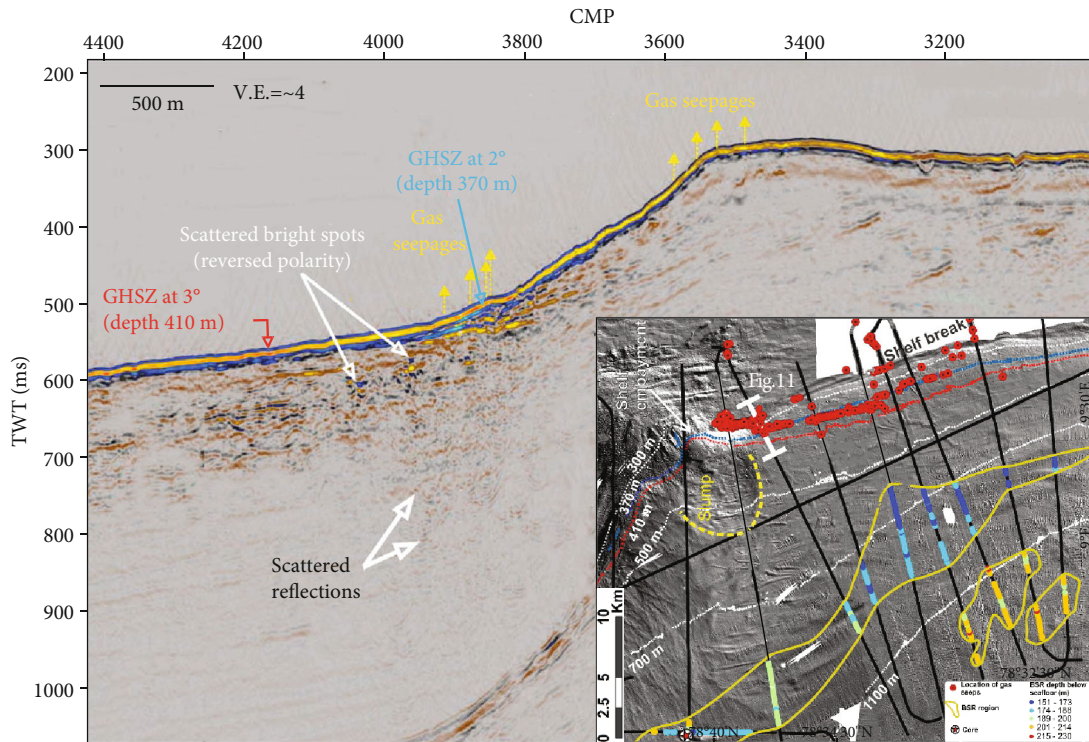 CMP
4400
4200
4000
3800
3600
3400
3200
200
300
400
500
600
700
800
900
1000
TWT (ms)
500 m
V.E.=~4
Gas seepages
GHSZ at 2°
(depth 370 m)
Gas
seepages
Scattered bright spots
(reversed polarity)
GHSZ at 3°
(depth 410 m)
Scattered
reflections
Shelf break
Shelf
embayment
Fig.11
300 m
370 m
410 m
500 m
Slump
700 m
1100 m
Km
10
5
2.5
0
78°32'30"N
Location of gas
seeps
BSR region
Core
BSR depth below
seafloor (m)
151 - 173
174 - 188
189 - 200
201 - 214
215 - 230